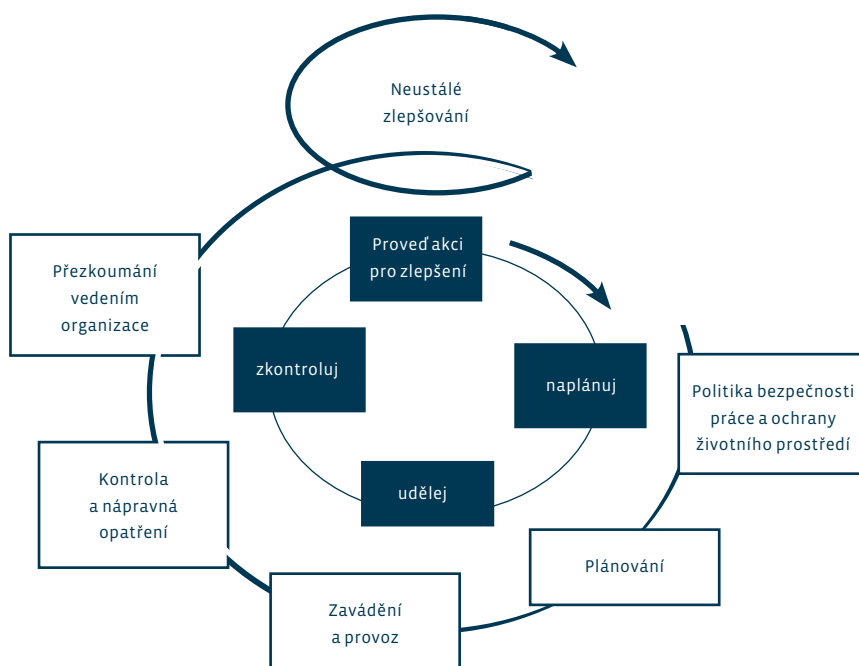 Neustálé
zlepšování
Proveď akci
pro zlepšení
Přezkoumání
vedením
organizace
zkontroluj
naplánuj
Politika bezpečnosti
práce a ochrany
životního prostředí
Kontrola
a nápravná
opatření
udělej
Plánování
Zavádění
a provoz